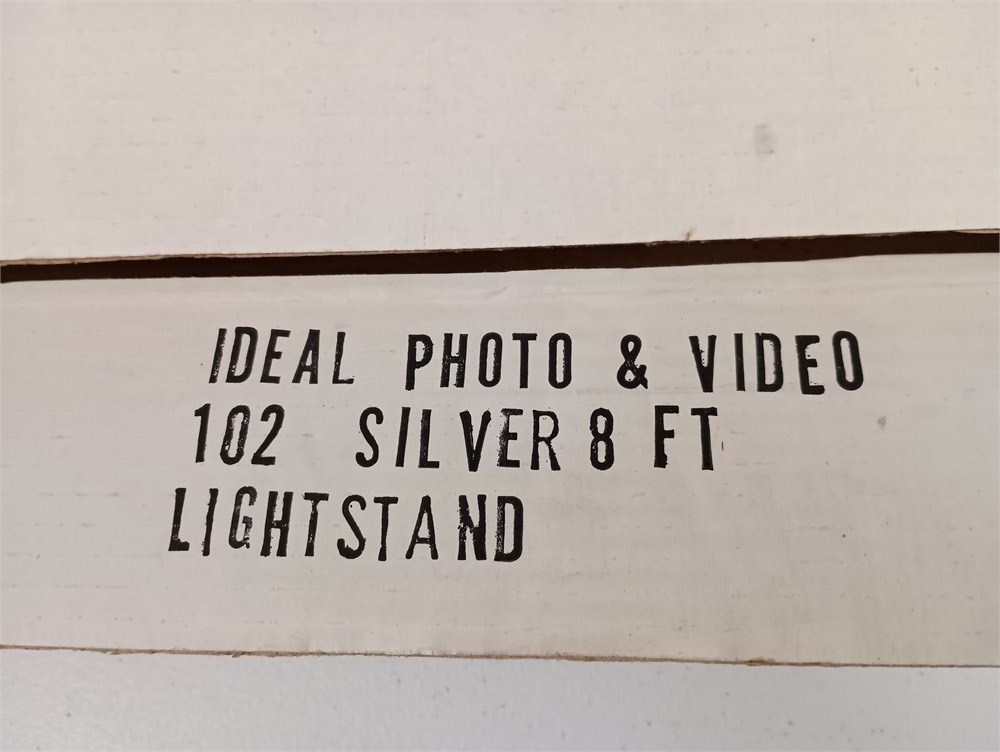 IDEAL PHOTO & VIDEO
102 SILVER 8 FT
LIGHTSTAND